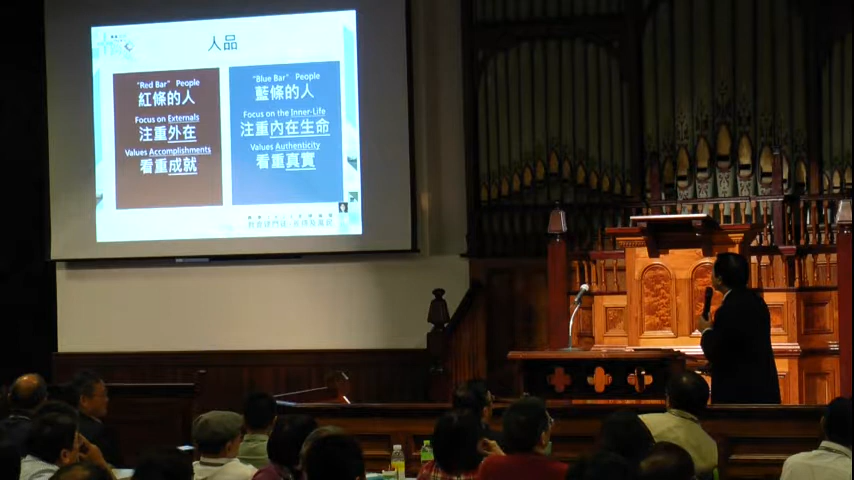 人品
"Red Bar" People
紅條的人
Focus on Externals
注重外在
Values Accomplishments
看重成就
"Blue Bar" People
藍條的人
Focus on the Inner-Life
注重內在生命
Values Authenticity
看重真實